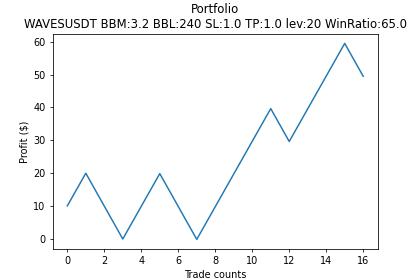 Portfolio
WAVESUSDT BBM:3.2 BBL:240 SL:1.0 TP:1.0 lev:20 WinRatio:65.0
Profit ($)
60
50
40
30
20
10
0
0 2 4 6 8 10 12 14 16
Trade counts